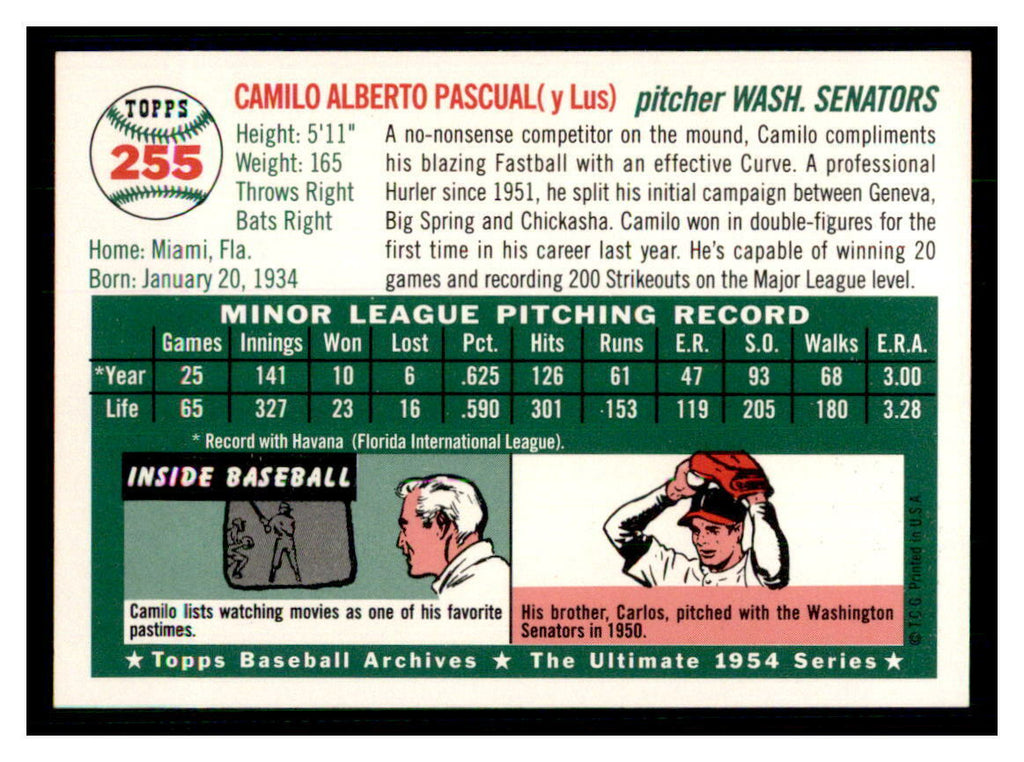 TOPPS
255
CAMILO ALBERTO PASCUAL( y Lus) pitcher WASH. SENATORS
Height: 5'11"
Weight: 165
Throws Right
Bats Right
Home: Miami, Fla.
Born: January 20, 1934
A no-nonsense competitor on the mound, Camilo compliments
his blazing Fastball with an effective Curve. A professional
Hurler since 1951, he split his initial campaign between Geneva,
Big Spring and Chickasha. Camilo won in double-figures for the
first time in his career last year. He's capable of winning 20
games and recording 200 Strikeouts on the Major League level.
MINOR LEAGUE PITCHING RECORD
Games Innings Won Lost Pct. Hits Runs E.R. S.O. Walks E.R.A.
*Year 25 141 10 6 .625 126 61 47 93 68 3.00
Life 65 327 23 16 .590 301 153 119 205 180 3.28
* Record with Havana (Florida International League).
INSIDE BASEBALL
Camilo lists watching movies as one of his favorite
pastimes.
His brother, Carlos, pitched with the Washington
Senators in 1950.
© T.C.G. Printed in U.S.A.
★ Topps Baseball Archives ★ The Ultimate 1954 Series ★